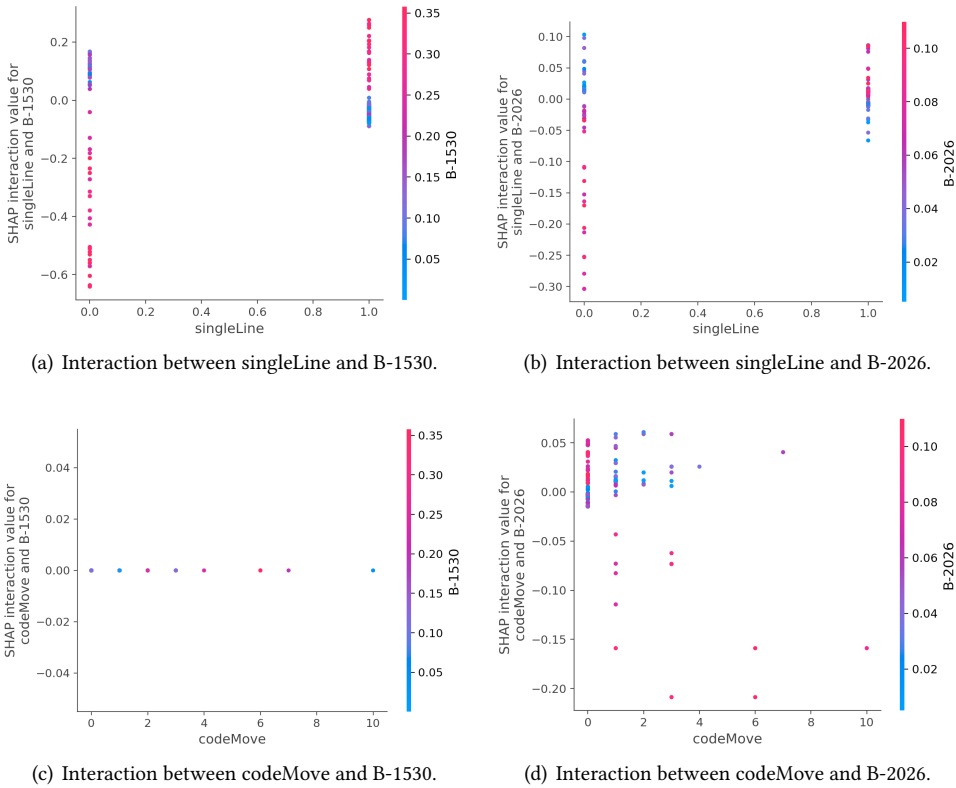 SHAP interaction value for
singleLine and B-1530
0.2
0.0
−0.2
−0.4
−0.6
0.0 0.2 0.4 0.6 0.8 1.0
singleLine
0.35
0.30
0.25
0.20
0.15
0.10
0.05
B-1530
SHAP interaction value for
singleLine and B-2026
0.10
0.05
0.00
−0.05
−0.10
−0.15
−0.20
−0.25
−0.30
0.0 0.2 0.4 0.6 0.8 1.0
singleLine
0.10
0.08
0.06
0.04
0.02
B-2026
(a) Interaction between singleLine and B-1530.
(b) Interaction between singleLine and B-2026.
SHAP interaction value for
codeMove and B-1530
0.04
0.02
0.00
−0.02
−0.04
0 2 4 6 8 10
codeMove
0.35
0.30
0.25
0.20
0.15
0.10
0.05
B-1530
SHAP interaction value for
codeMove and B-2026
0.05
0.00
−0.05
−0.10
−0.15
−0.20
0 2 4 6 8 10
codeMove
0.10
0.08
0.06
0.04
0.02
B-2026
(c) Interaction between codeMove and B-1530.
(d) Interaction between codeMove and B-2026.